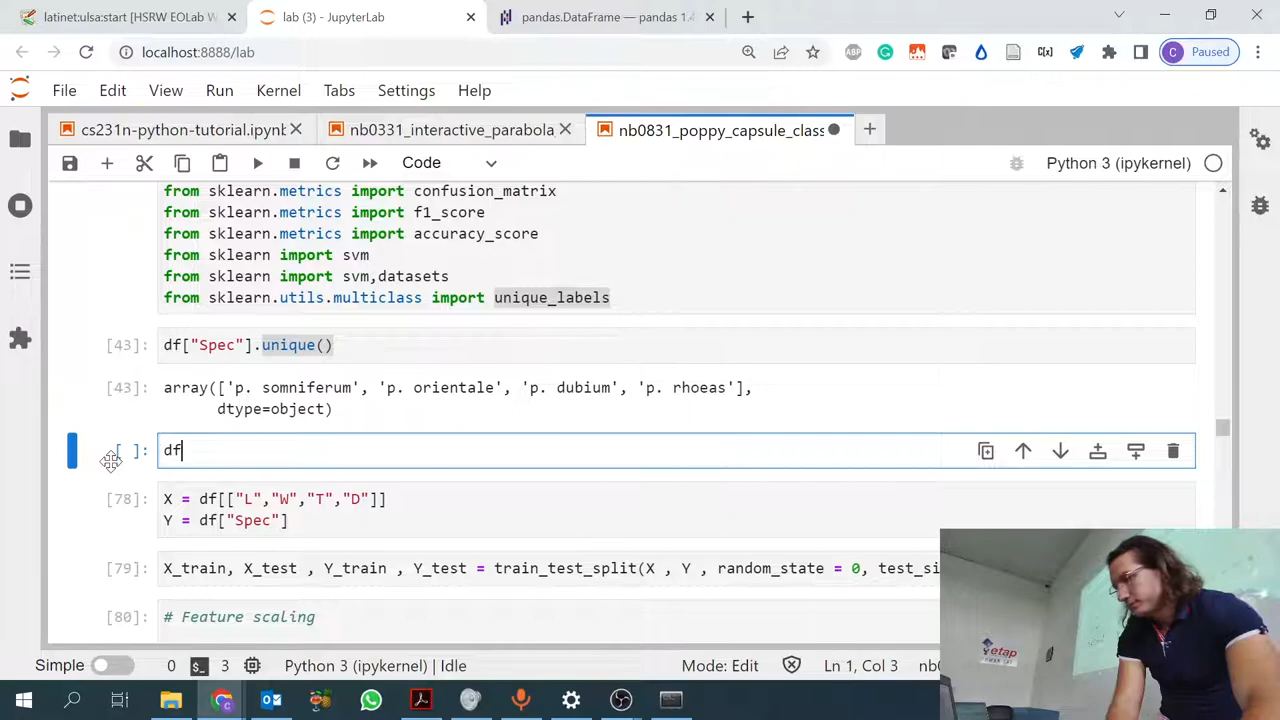 latinet:ulsa:start [HSRW EOLab W
lab (3) - JupyterLab
pandas.DataFrame — pandas 1.4
localhost:8888/lab
ABP
C[x]
C Paused
File Edit View Run Kernel Tabs Settings Help
cs231n-python-tutorial.ipynb
nb0331_interactive_parabola
nb0831_poppy_capsule_class
Code
Python 3 (ipykernel)
from sklearn.metrics import confusion_matrix
from sklearn.metrics import f1_score
from sklearn.metrics import accuracy_score
from sklearn import svm
from sklearn import svm,datasets
from sklearn.utils.multiclass import unique_labels
[43]: df["Spec"].unique()
[43]: array(['p. somniferum', 'p. orientale', 'p. dubium', 'p. rhoeas'],
dtype=object)
[ ]: df
[78]: X = df[["L","W","T","D"]]
Y = df["Spec"]
[79]: X_train, X_test , Y_train , Y_test = train_test_split(X , Y , random_state = 0, test_si
[80]: # Feature scaling
etap
Simple 0 3 Python 3 (ipykernel) | Idle Mode: Edit Ln 1, Col 3 nb0